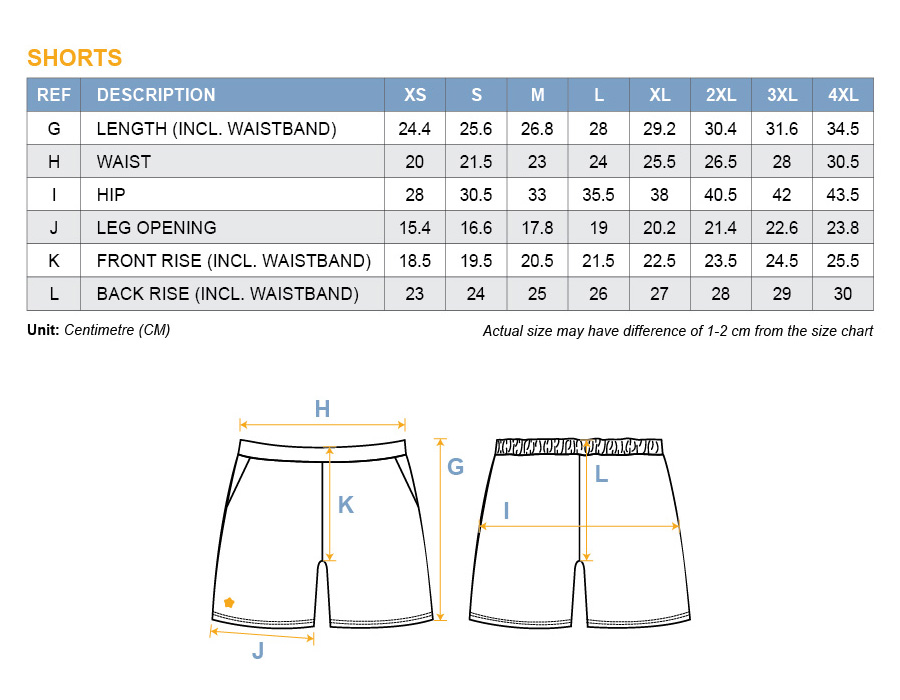 SHORTS
REF DESCRIPTION XS S M L XL 2XL 3XL 4XL
G LENGTH (INCL. WAISTBAND) 24.4 25.6 26.8 28 29.2 30.4 31.6 34.5
H WAIST 20 21.5 23 24 25.5 26.5 28 30.5
I HIP 28 30.5 33 35.5 38 40.5 42 43.5
J LEG OPENING 15.4 16.6 17.8 19 20.2 21.4 22.6 23.8
K FRONT RISE (INCL. WAISTBAND) 18.5 19.5 20.5 21.5 22.5 23.5 24.5 25.5
L BACK RISE (INCL. WAISTBAND) 23 24 25 26 27 28 29 30
Unit: Centimetre (CM) Actual size may have difference of 1-2 cm from the size chart
H
G
L
K
I
J